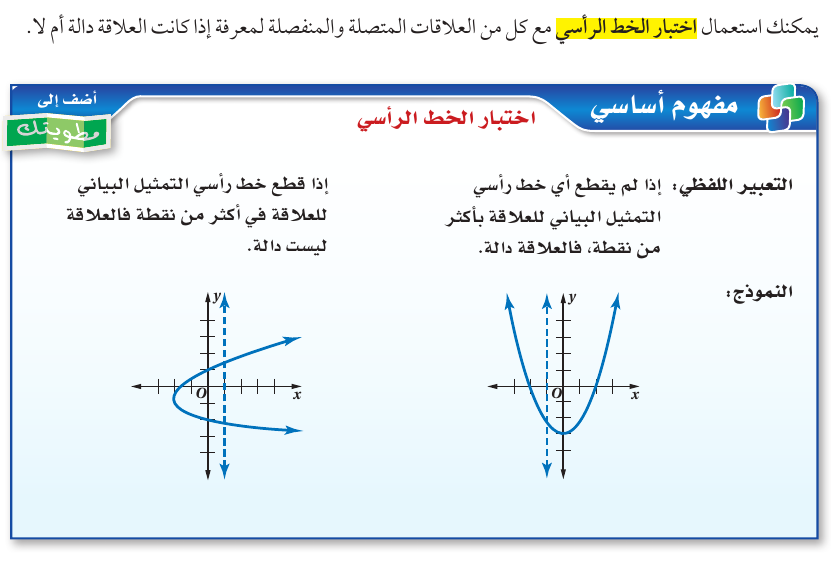 يمكنك استعمال اختبار الخط الرأسي مع كل من العلاقات المتصلة والمنفصلة لمعرفة إذا كانت العلاقة دالة أم لا.
مفهوم أساسي
اختبار الخط الرأسي
أضف إلى
مطويتك
التعبير اللفظي:
إذا لم يقطع أي خط رأسي
التمثيل البياني للعلاقة بأكثر
من نقطة، فالعلاقة دالة.
إذا قطع خط رأسي التمثيل البياني
للعلاقة في أكثر من نقطة فالعلاقة
ليست دالة.
النموذج:
y
O
x
y
O
x